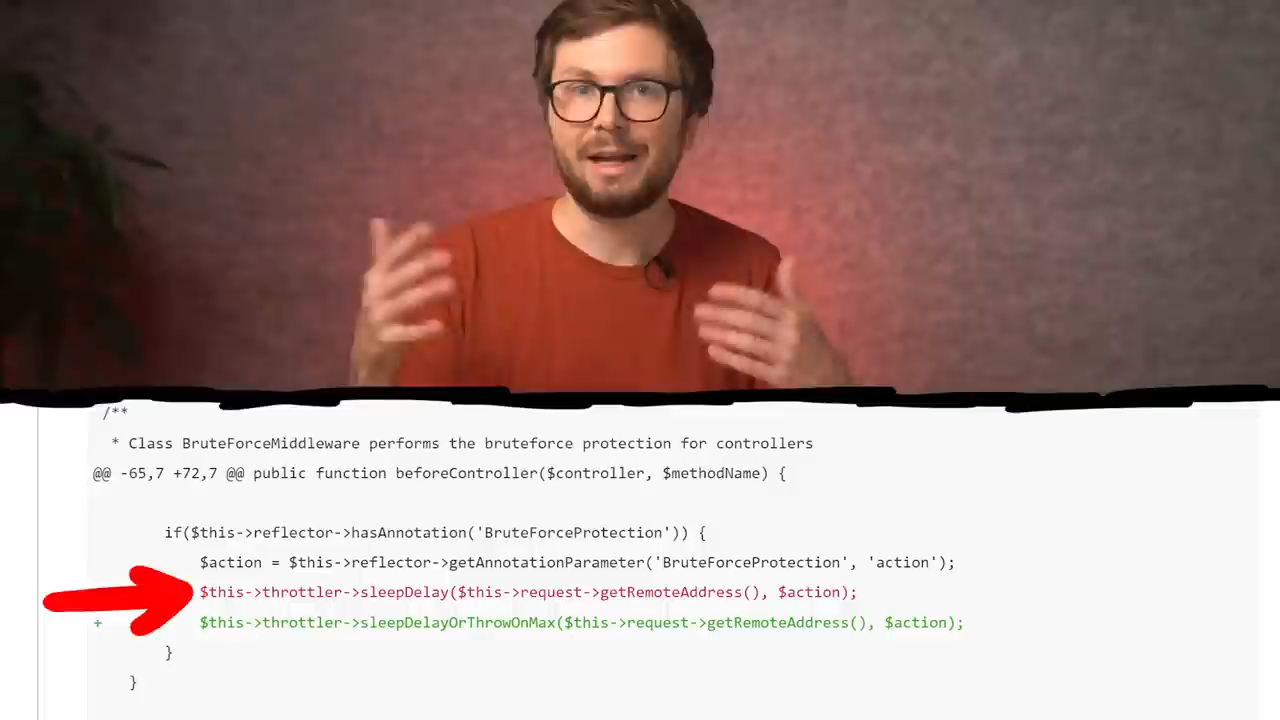 /**
* Class BruteForceMiddleware performs the bruteforce protection for controllers
@@ -65,7 +72,7 @@ public function beforeController($controller, $methodName) {
if($this->reflector->hasAnnotation('BruteForceProtection')) {
$action = $this->reflector->getAnnotationParameter('BruteForceProtection', 'action');
$this->throttler->sleepDelay($this->request->getRemoteAddress(), $action);
+ $this->throttler->sleepDelayOrThrowOnMax($this->request->getRemoteAddress(), $action);
}
}